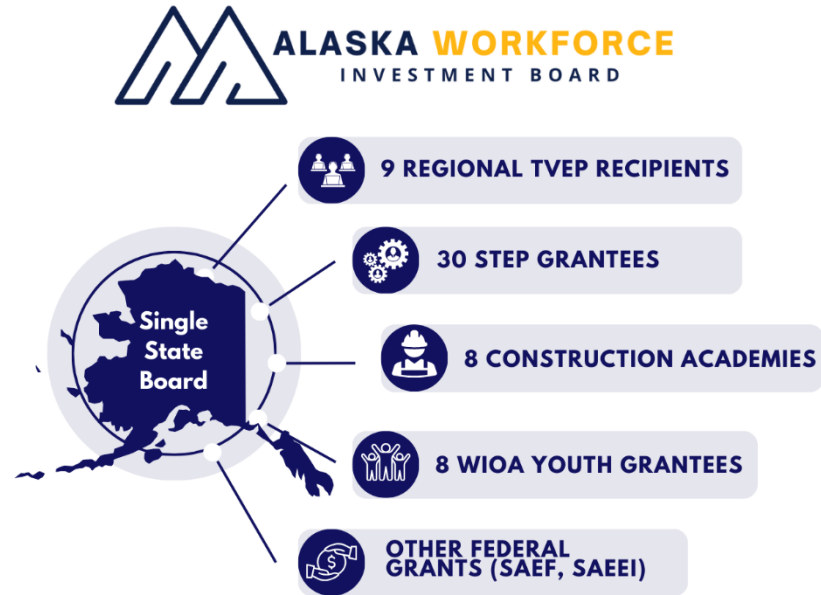 ALASKA WORKFORCE
INVESTMENT BOARD
9 REGIONAL TVEP RECIPIENTS
30 STEP GRANTEES
Single
State
Board
8 CONSTRUCTION ACADEMIES
8 WIOA YOUTH GRANTEES
OTHER FEDERAL
GRANTS (SAEF, SAEEI)
$